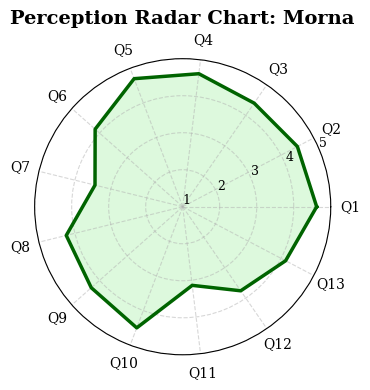 Perception Radar Chart: Morna
Q4
Q5
Q3
Q6
Q2
5
4
3
Q7
2
1
Q1
Q8
Q13
Q9
Q12
Q10
Q11